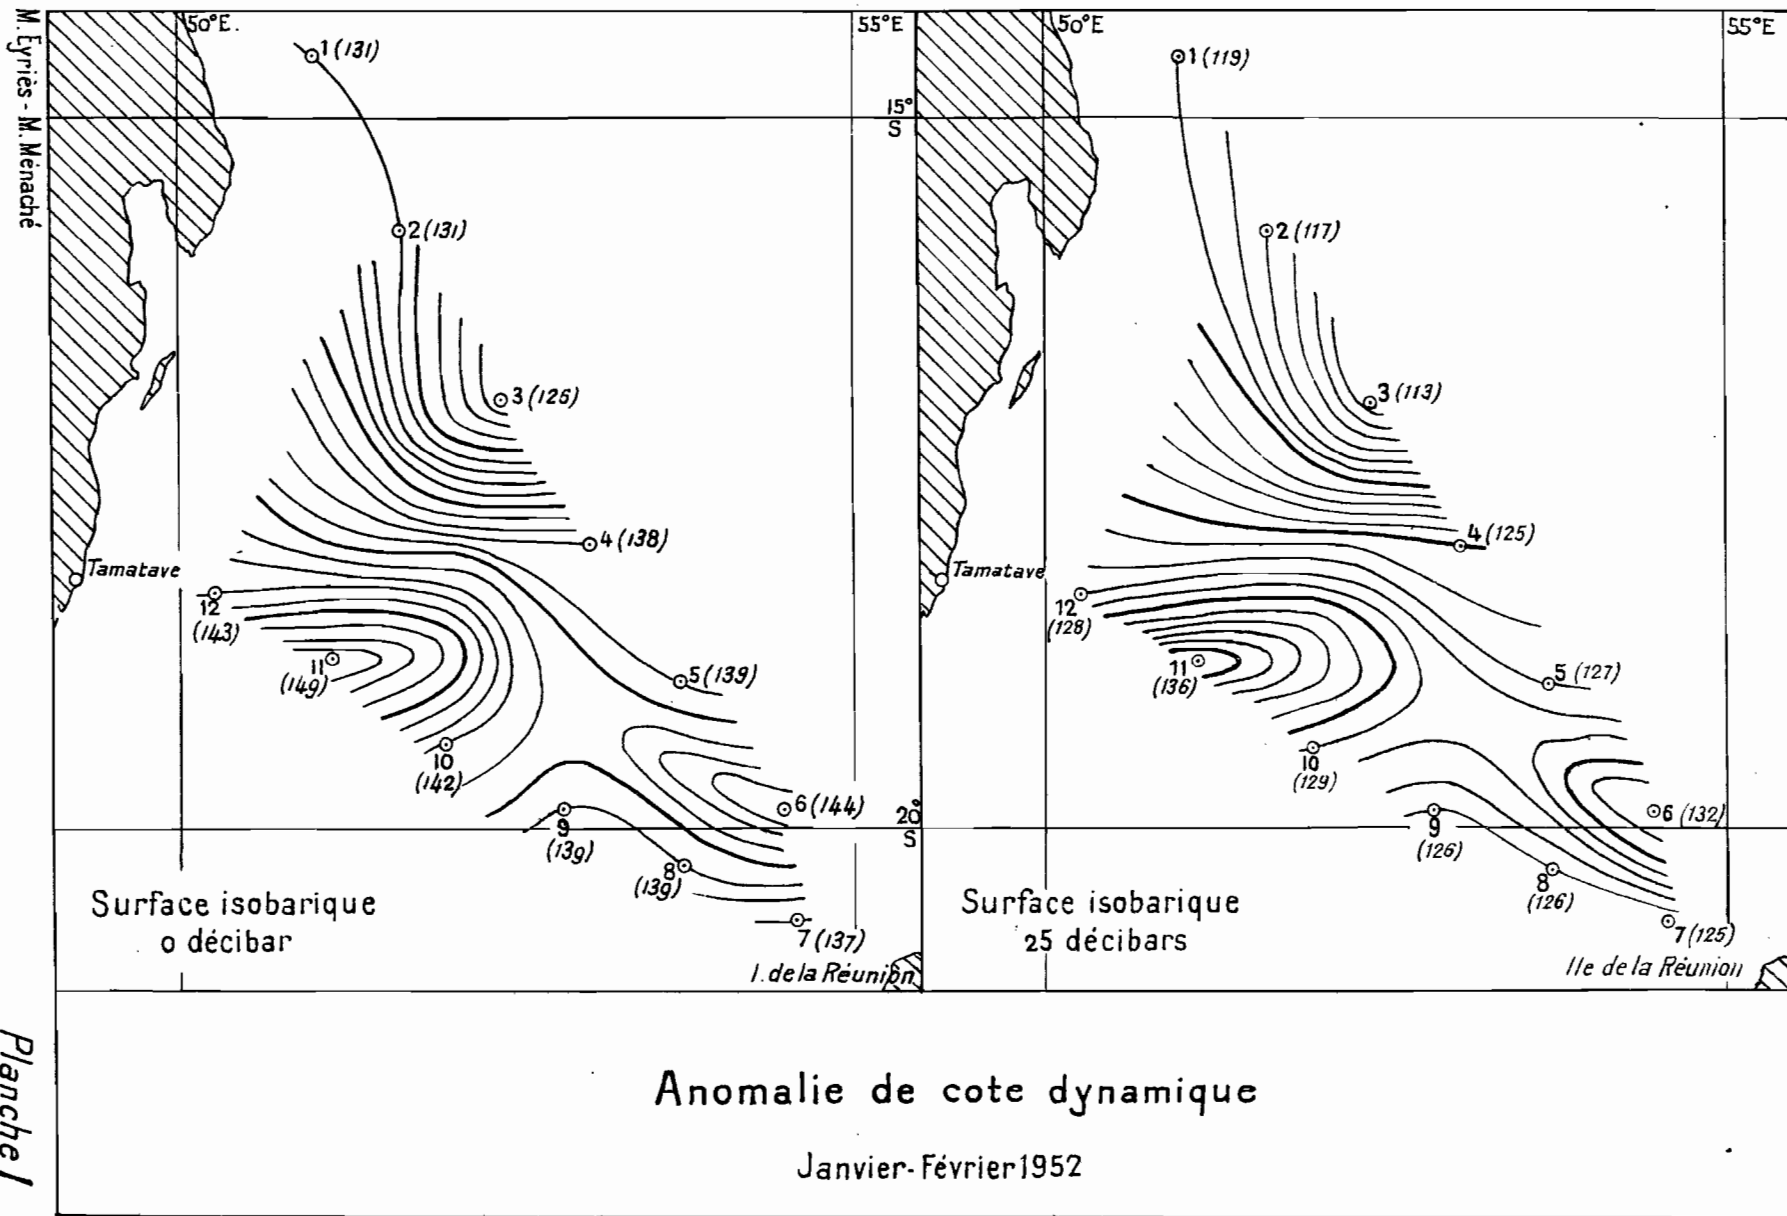 M. Eyriès - M. Ménaché
Planche I
50°E.
55°E
15°
S
20°
S
1 (131)
2 (131)
3 (126)
4 (138)
Tamatave
12
(143)
11
(149)
5 (139)
10
(142)
6 (144)
9
(139)
8
(139)
7 (137)
I. de la Réunion
Surface isobarique
0 décibar
50°E
55°E
1 (119)
2 (117)
3 (113)
4 (125)
Tamatave
12
(128)
11
(136)
5 (127)
10
(129)
6 (132)
9
(126)
8
(126)
7 (125)
Ile de la Réunion
Surface isobarique
25 décibars
Anomalie de cote dynamique
Janvier-Février 1952